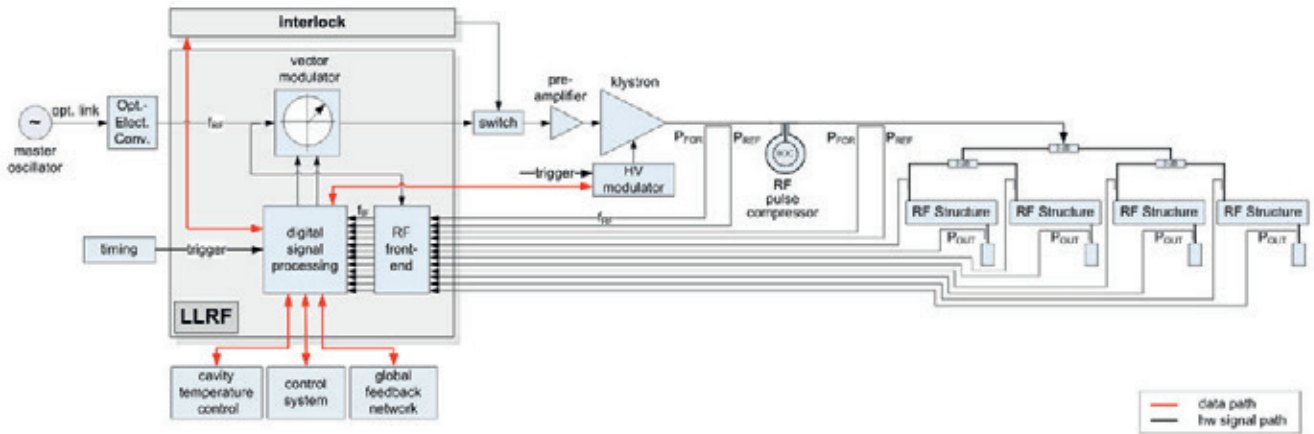 interlock
vector
modulator
pre-
amplifier
klystron
opt. link
Opt.-
Elect.
Conv.
f_RF
switch
~
master
oscillator
P_FOR
P_REF
P_FOR
P_REF
trigger
HV
modulator
RF
pulse
compressor
RF Structure
RF Structure
RF Structure
RF Structure
f_RF
P_OUT
P_OUT
P_OUT
P_OUT
timing
trigger
digital
signal
processing
RF
front-
end
LLRF
cavity
temperature
control
control
system
global
feedback
network
data path
hw signal path